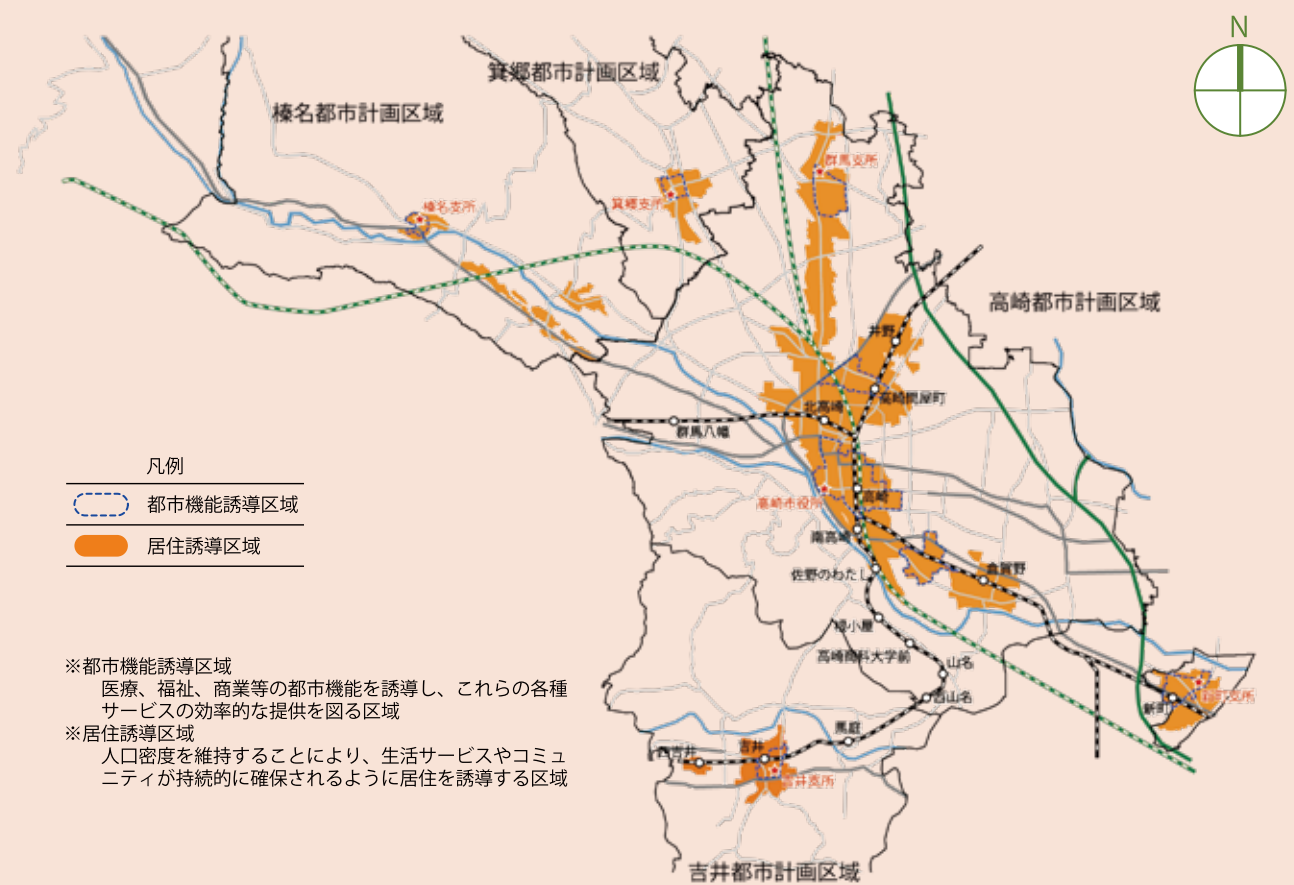 N
箕郷都市計画区域
榛名都市計画区域
群馬支所
箕郷支所
榛名支所
高崎都市計画区域
井野
高崎問屋町
北高崎
群馬八幡
凡例
都市機能誘導区域
居住誘導区域
高崎
高崎市役所
南高崎
倉賀野
佐野のわたし
根小屋
高崎商科大学前
山名
西山名
新町支所
新町
馬庭
吉井
西吉井
吉井支所
※都市機能誘導区域
医療、福祉、商業等の都市機能を誘導し、これらの各種
サービスの効率的な提供を図る区域
※居住誘導区域
人口密度を維持することにより、生活サービスやコミュ
ニティが持続的に確保されるように居住を誘導する区域
吉井都市計画区域